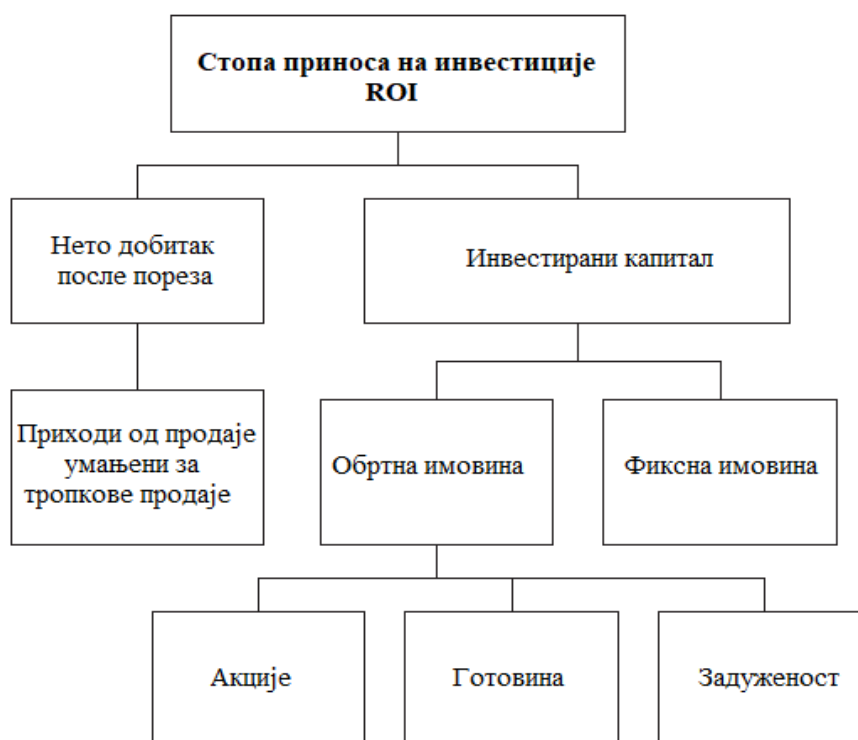 Стопа приноса на инвестиције
ROI
Нето добитак
после пореза
Инвестирани капитал
Приходи од продаје
умањени за
тропкове продаје
Обртна имовина
Фиксна имовина
Акције
Готовина
Задуженост